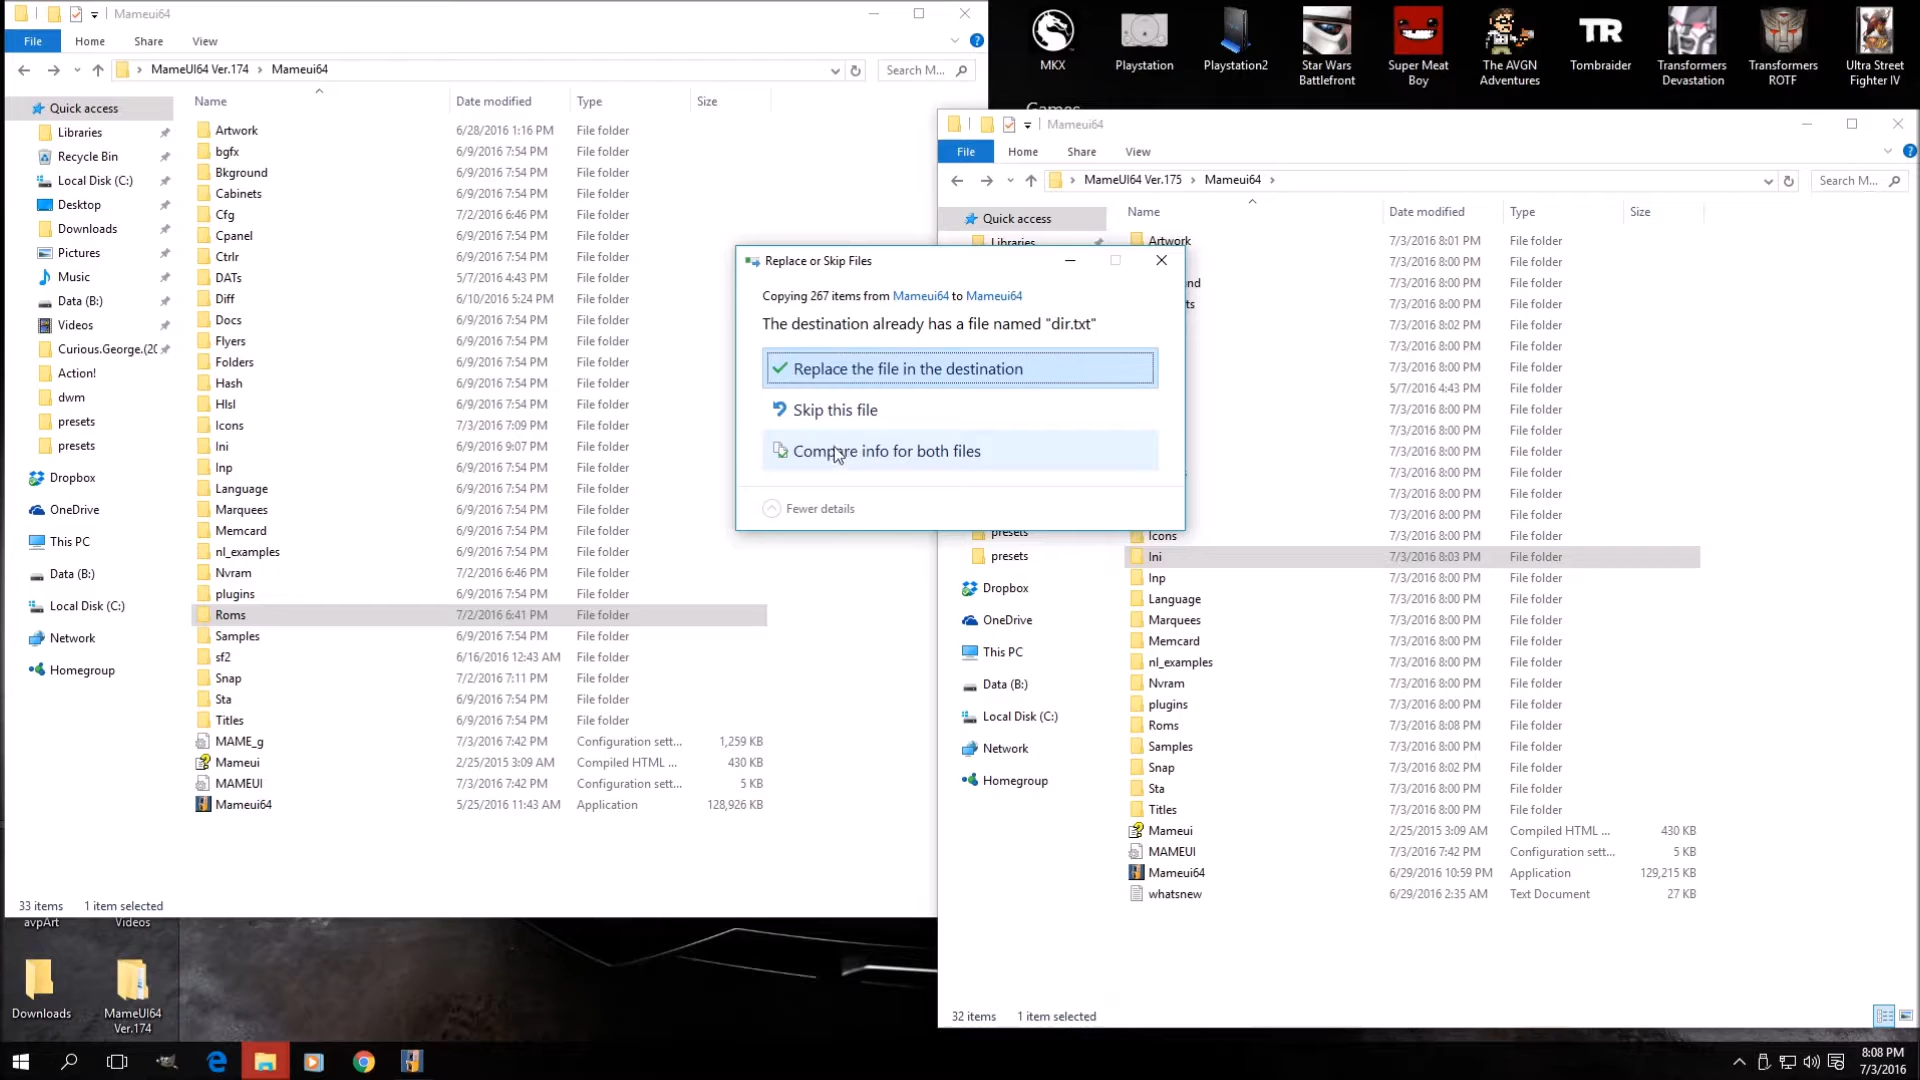 Mameui64
File Home Share View
MameUI64 Ver.174 > Mameui64
Search M...
Name Date modified Type Size
Quick access
Libraries
Recycle Bin
Local Disk (C:)
Desktop
Downloads
Pictures
Music
Data (B:)
Videos
Curious.George.(20
Action!
dwm
presets
presets
Dropbox
OneDrive
This PC
Data (B:)
Local Disk (C:)
Network
Homegroup
Artwork 6/28/2016 1:16 PM File folder
bgfx 6/9/2016 7:54 PM File folder
Bkground 6/9/2016 7:54 PM File folder
Cabinets 6/9/2016 7:54 PM File folder
Cfg 7/2/2016 6:46 PM File folder
Cpanel 6/9/2016 7:54 PM File folder
Ctrlr 6/9/2016 7:54 PM File folder
DATs 5/7/2016 4:43 PM File folder
Diff 6/10/2016 5:24 PM File folder
Docs 6/9/2016 7:54 PM File folder
Flyers 6/9/2016 7:54 PM File folder
Folders 6/9/2016 7:54 PM File folder
Hash 6/9/2016 7:54 PM File folder
Hlsl 6/9/2016 7:54 PM File folder
Icons 7/3/2016 7:09 PM File folder
Ini 6/9/2016 9:07 PM File folder
Inp 6/9/2016 7:54 PM File folder
Language 6/9/2016 7:54 PM File folder
Marquees 6/9/2016 7:54 PM File folder
Memcard 6/9/2016 7:54 PM File folder
nl_examples 6/9/2016 7:54 PM File folder
Nvram 7/2/2016 6:46 PM File folder
plugins 6/9/2016 7:54 PM File folder
Roms 7/2/2016 6:41 PM File folder
Samples 6/9/2016 7:54 PM File folder
sf2 6/16/2016 12:43 AM File folder
Snap 7/2/2016 7:11 PM File folder
Sta 6/9/2016 7:54 PM File folder
Titles 6/9/2016 7:54 PM File folder
MAME_g 7/3/2016 7:42 PM Configuration sett... 1,259 KB
Mameui 2/25/2015 3:09 AM Compiled HTML ... 430 KB
MAMEUI 7/3/2016 7:42 PM Configuration sett... 5 KB
Mameui64 5/25/2016 11:43 AM Application 128,926 KB
33 items 1 item selected
MKX
Playstation
Playstation2
Star Wars Battlefront
Super Meat Boy
The AVGN Adventures
TR
Tombraider
Transformers Devastation
Transformers ROTF
Ultra Street Fighter IV
Games
Mameui64
File Home Share View
MameUI64 Ver.175 > Mameui64 >
Search M...
Name Date modified Type Size
Quick access
Libraries
presets
presets
Dropbox
OneDrive
This PC
Data (B:)
Local Disk (C:)
Network
Homegroup
Artwork 7/3/2016 8:01 PM File folder
7/3/2016 8:00 PM File folder
nd 7/3/2016 8:00 PM File folder
ts 7/3/2016 8:00 PM File folder
7/3/2016 8:02 PM File folder
7/3/2016 8:00 PM File folder
7/3/2016 8:00 PM File folder
5/7/2016 4:43 PM File folder
7/3/2016 8:00 PM File folder
7/3/2016 8:00 PM File folder
7/3/2016 8:00 PM File folder
7/3/2016 8:00 PM File folder
7/3/2016 8:00 PM File folder
7/3/2016 8:00 PM File folder
Icons 7/3/2016 8:00 PM File folder
Ini 7/3/2016 8:03 PM File folder
Inp 7/3/2016 8:00 PM File folder
Language 7/3/2016 8:00 PM File folder
Marquees 7/3/2016 8:00 PM File folder
Memcard 7/3/2016 8:00 PM File folder
nl_examples 7/3/2016 8:00 PM File folder
Nvram 7/3/2016 8:00 PM File folder
plugins 7/3/2016 8:00 PM File folder
Roms 7/3/2016 8:08 PM File folder
Samples 7/3/2016 8:00 PM File folder
Snap 7/3/2016 8:02 PM File folder
Sta 7/3/2016 8:00 PM File folder
Titles 7/3/2016 8:00 PM File folder
Mameui 2/25/2015 3:09 AM Compiled HTML ... 430 KB
MAMEUI 7/3/2016 7:42 PM Configuration sett... 5 KB
Mameui64 6/29/2016 10:59 PM Application 129,215 KB
whatsnew 6/29/2016 2:35 AM Text Document 27 KB
32 items 1 item selected
Replace or Skip Files
Copying 267 items from Mameui64 to Mameui64
The destination already has a file named "dir.txt"
Replace the file in the destination
Skip this file
Compare info for both files
Fewer details
avpArt
Videos
Downloads
MameUI64 Ver.174
8:08 PM
7/3/2016